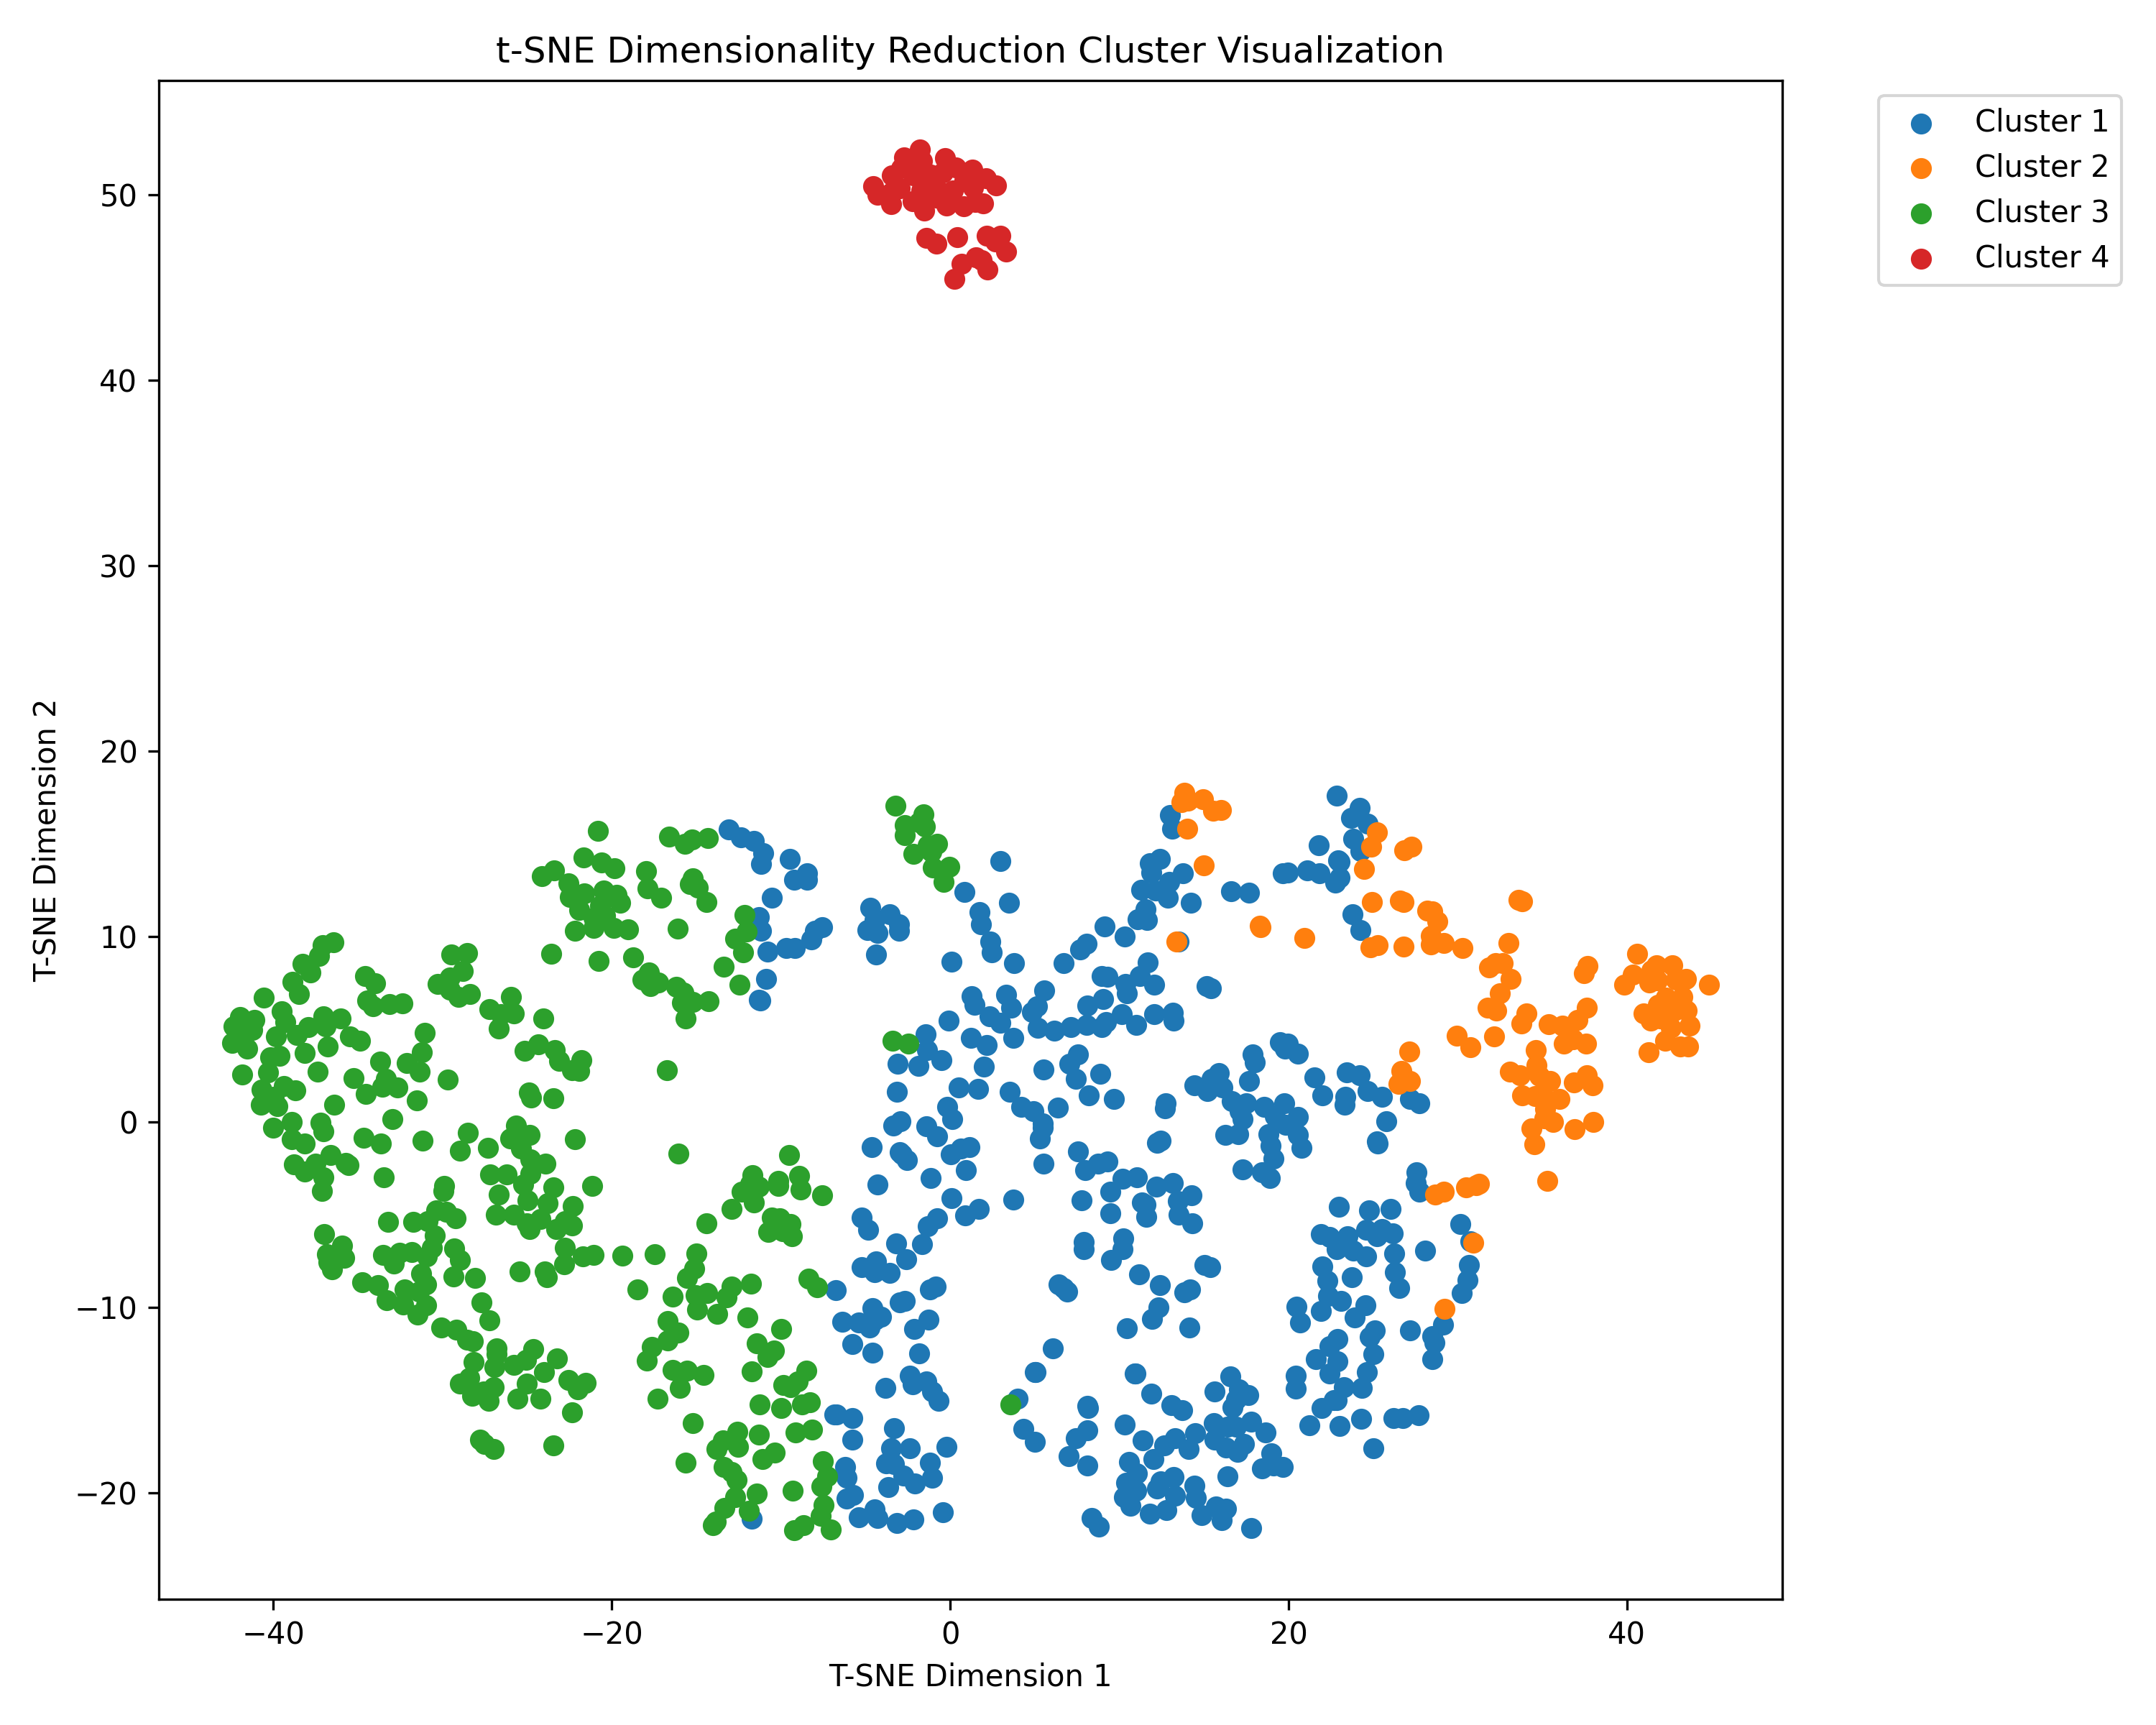 t-SNE Dimensionality Reduction Cluster Visualization
Cluster 1
Cluster 2
Cluster 3
Cluster 4
50
40
30
20
10
0
−10
−20
T-SNE Dimension 2
−40
−20
0
20
40
T-SNE Dimension 1